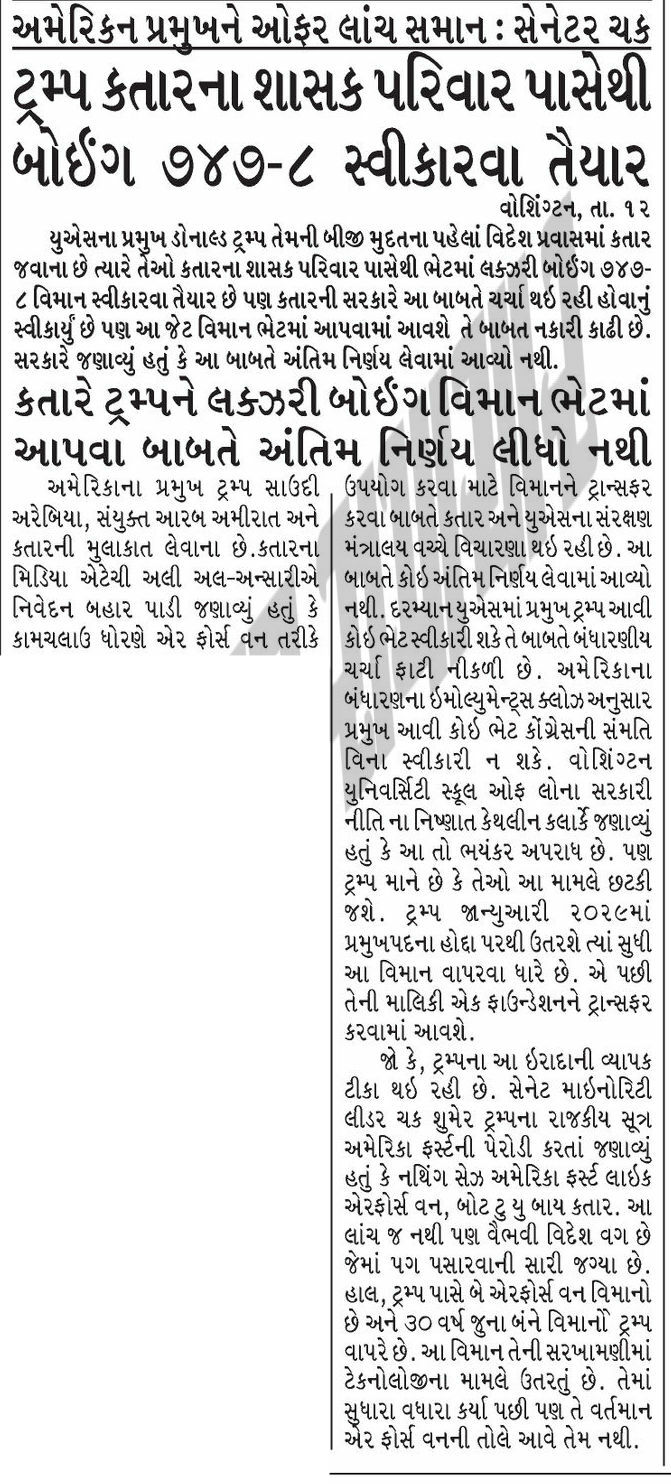 અમેરિકન પ્રમુખને ઓફર લાંચ સમાન : સેનેટર ચક
ટ્રમ્પ કતારના શાસક પરિવાર પાસેથી
બોઈંગ ૭૪૭-૮ સ્વીકારવા તૈયાર
વોશિંગ્ટન, તા. ૧૨
યુએસના પ્રમુખ ડોનાલ્ડ ટ્રમ્પ તેમની બીજી મુદતના પહેલાં વિદેશ પ્રવાસમાં કતાર
જવાના છે ત્યારે તેઓ કતારના શાસક પરિવાર પાસેથી ભેટમાં લક્ઝરી બોઈંગ ૭૪૭-
૮ વિમાન સ્વીકારવા તૈયાર છે પણ કતારની સરકારે આ બાબતે ચર્ચા થઇ રહી હોવાનું
સ્વીકાર્યું છે પણ આ જેટ વિમાન ભેટમાં આપવામાં આવશે તે બાબત નકારી કાઢી છે.
સરકારે જણાવ્યું હતું કે આ બાબતે અંતિમ નિર્ણય લેવામાં આવ્યો નથી.
કતારે ટ્રમ્પને લક્ઝરી બોઈંગ વિમાન ભેટમાં
આપવા બાબતે અંતિમ નિર્ણય લીધો નથી
અમેરિકાના પ્રમુખ ટ્રમ્પ સાઉદી
અરેબિયા, સંયુક્ત આરબ અમીરાત અને
કતારની મુલાકાત લેવાના છે.કતારના
મિડિયા એટેચી અલી અલ-અન્સારીએ
નિવેદન બહાર પાડી જણાવ્યું હતું કે
કામચલાઉ ધોરણે એર ફોર્સ વન તરીકે
ઉપયોગ કરવા માટે વિમાનને ટ્રાન્સફર
કરવા બાબતે કતાર અને યુએસના સંરક્ષણ
મંત્રાલય વચ્ચે વિચારણા થઇ રહી છે. આ
બાબતે કોઇ અંતિમ નિર્ણય લેવામાં આવ્યો
નથી. દરમ્યાન યુએસમાં પ્રમુખ ટ્રમ્પ આવી
કોઇ ભેટ સ્વીકારી શકે તે બાબતે બંધારણીય
ચર્ચા ફાટી નીકળી છે. અમેરિકાના
બંધારણના ઇમોલ્યુમેન્ટ્સ ક્લોઝ અનુસાર
પ્રમુખ આવી કોઇ ભેટ કોંગ્રેસની સંમતિ
વિના સ્વીકારી ન શકે. વોશિંગ્ટન
યુનિવર્સિટી સ્કૂલ ઓફ લોના સરકારી
નીતિ ના નિષ્ણાત કેથલીન કલાર્કે જણાવ્યું
હતું કે આ તો ભયંકર અપરાધ છે. પણ
ટ્રમ્પ માને છે કે તેઓ આ મામલે છટકી
જશે. ટ્રમ્પ જાન્યુઆરી ૨૦૨૯માં
પ્રમુખપદના હોદ્દા પરથી ઉતરશે ત્યાં સુધી
આ વિમાન વાપરવા ધારે છે. એ પછી
તેની માલિકી એક ફાઉન્ડેશનને ટ્રાન્સફર
કરવામાં આવશે.
જો કે, ટ્રમ્પના આ ઇરાદાની વ્યાપક
ટીકા થઇ રહી છે. સેનેટ માઇનોરિટી
લીડર ચક શુમેર ટ્રમ્પના રાજકીય સૂત્ર
અમેરિકા ફર્સ્ટની પેરોડી કરતાં જણાવ્યું
હતું કે નથિંગ સેઝ અમેરિકા ફર્સ્ટ લાઇક
એરફોર્સ વન, બોટ ટુ યુ બાય કતાર. આ
લાંચ જ નથી પણ વૈભવી વિદેશ વગ છે
જેમાં પગ પસારવાની સારી જગ્યા છે.
હાલ, ટ્રમ્પ પાસે બે એરફોર્સ વન વિમાનો
છે અને ૩૦ વર્ષ જુના બંને વિમાનોે ટ્રમ્પ
વાપરે છે. આ વિમાન તેની સરખામણીમાં
ટેકનોલોજીના મામલે ઉતરતું છે. તેમાં
સુધારા વધારા કર્યા પછી પણ તે વર્તમાન
એર ફોર્સ વનની તોલે આવે તેમ નથી.